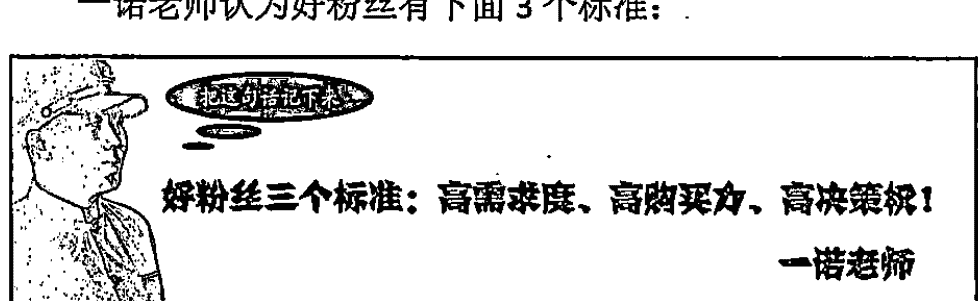 一诺老师认为好粉丝有下面 3 个标准：
把这句话记下来
好粉丝三个标准：高需求度、高购买力、高决策权！
一诺老师